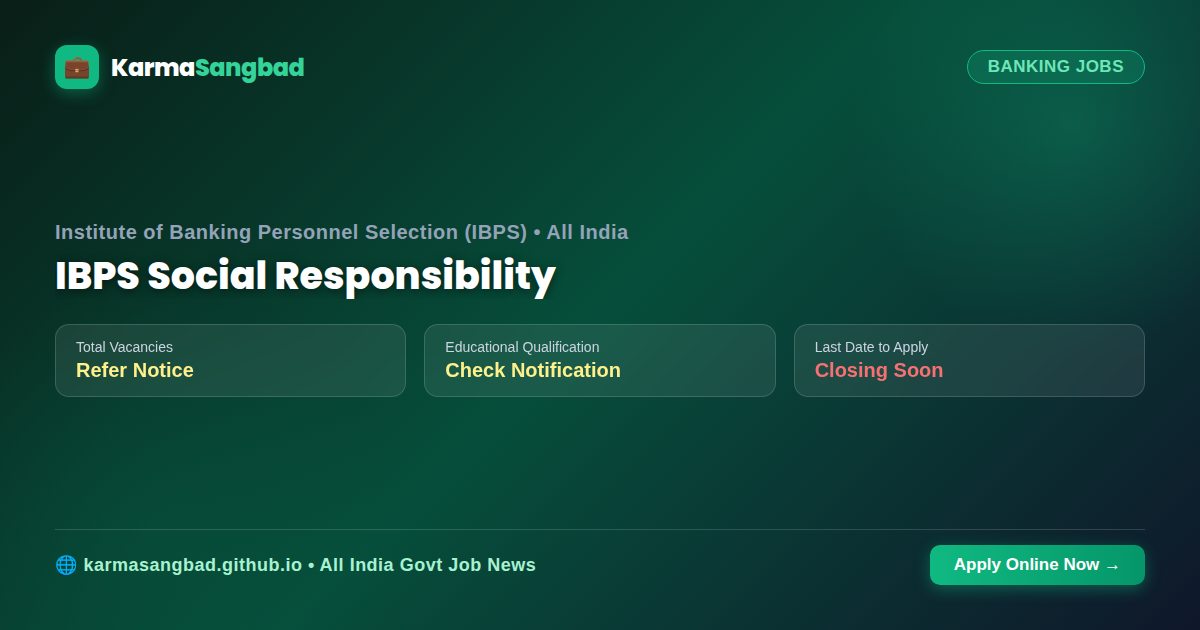 KarmaSangbad
BANKING JOBS
Institute of Banking Personnel Selection (IBPS) • All India
IBPS Social Responsibility
Total Vacancies
Refer Notice
Educational Qualification
Check Notification
Last Date to Apply
Closing Soon
karmasangbad.github.io • All India Govt Job News
Apply Online Now →